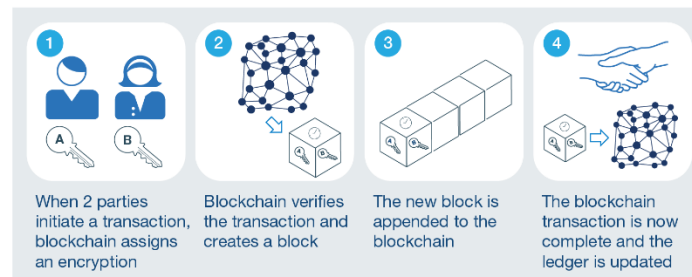 1
A
B
When 2 parties
initiate a transaction,
blockchain assigns
an encryption
2
A
B
Blockchain verifies
the transaction and
creates a block
3
A
B
The new block is
appended to the
blockchain
4
A
B
The blockchain
transaction is now
complete and the
ledger is updated